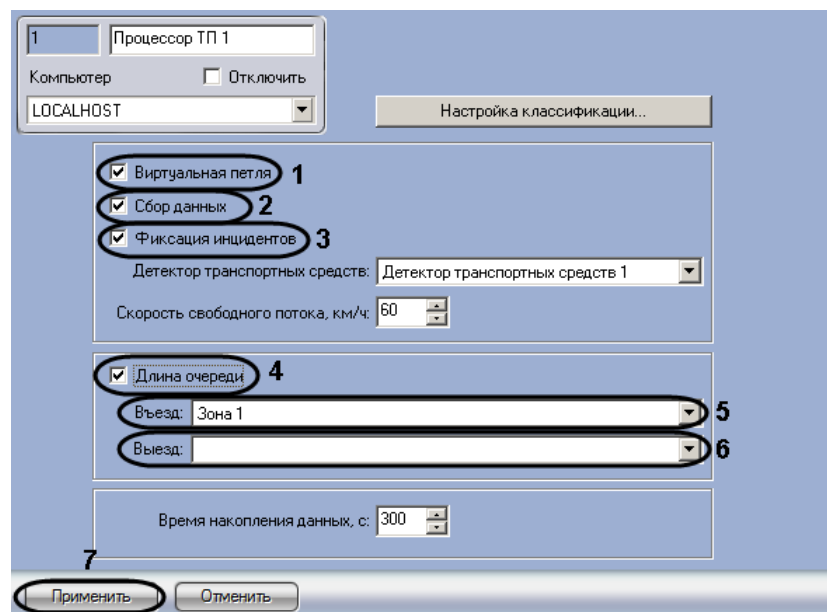 1 Процессор ТП 1
Компьютер Отключить
LOCALHOST Настройка классификации...
Виртуальная петля 1
Сбор данных 2
Фиксация инцидентов 3
Детектор транспортных средств: Детектор транспортных средств 1
Скорость свободного потока, км/ч: 60
Длина очереди 4
Въезд: Зона 1 5
Выезд: 6
Время накопления данных, с: 300
7
Применить Отменить